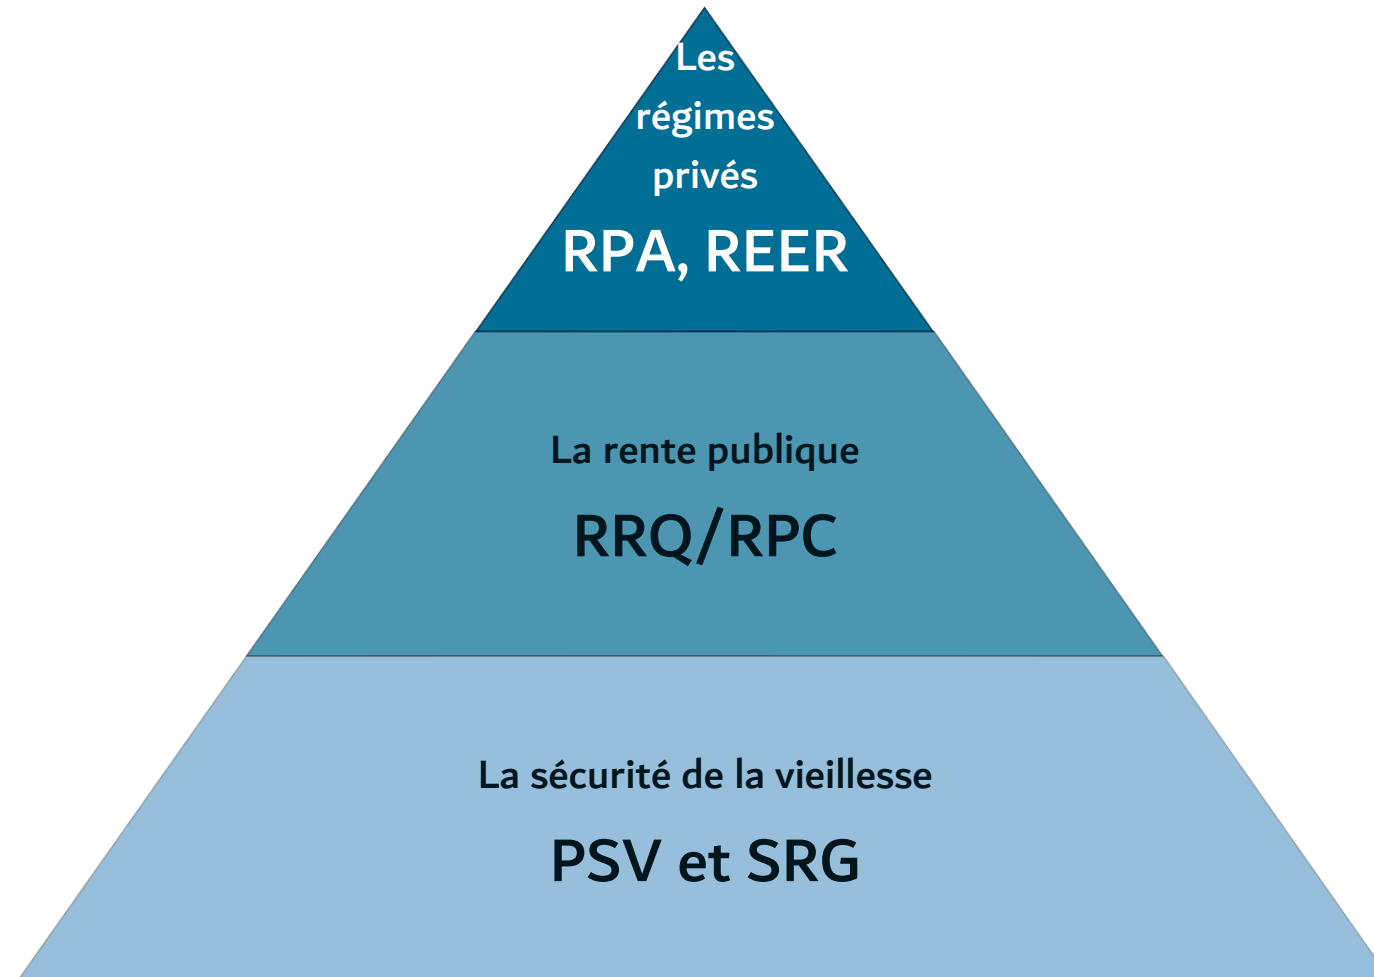 Les
régimes
privés
RPA, REER
La rente publique
RRQ/RPC
La sécurité de la vieillesse
PSV et SRG